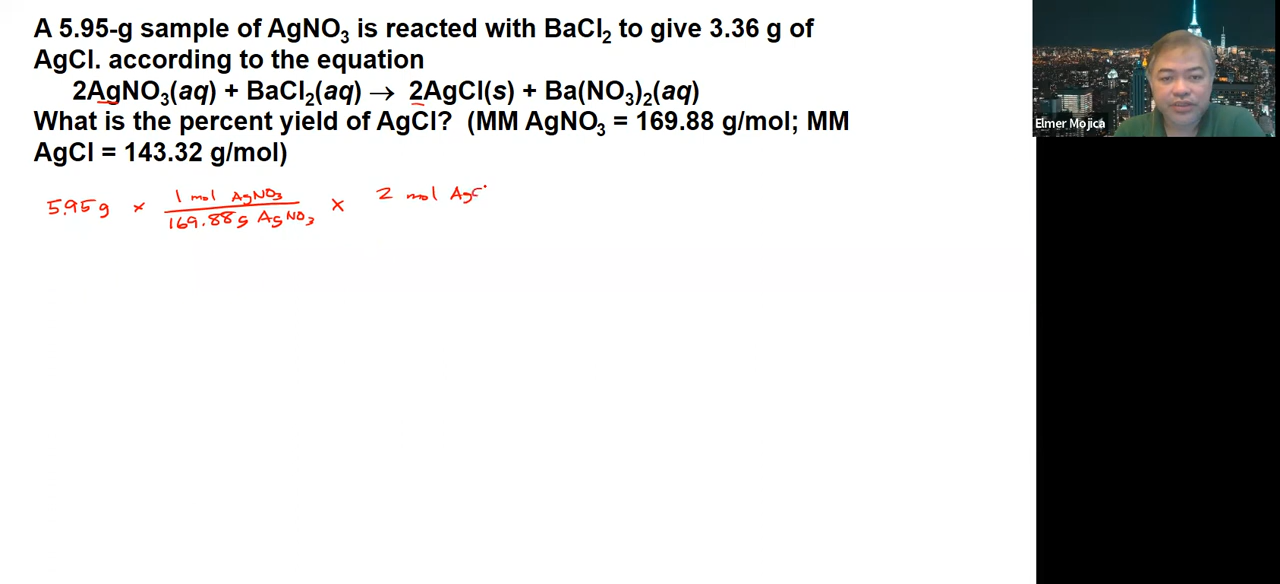 A 5.95-g sample of AgNO₃ is reacted with BaCl₂ to give 3.36 g of
AgCl. according to the equation
2AgNO₃(aq) + BaCl₂(aq) → 2AgCl(s) + Ba(NO₃)₂(aq)
What is the percent yield of AgCl? (MM AgNO₃ = 169.88 g/mol; MM
AgCl = 143.32 g/mol)
5.95 g × 1 mol AgNO₃ / 169.88 g AgNO₃ × 2 mol AgC
Elmer Mojica